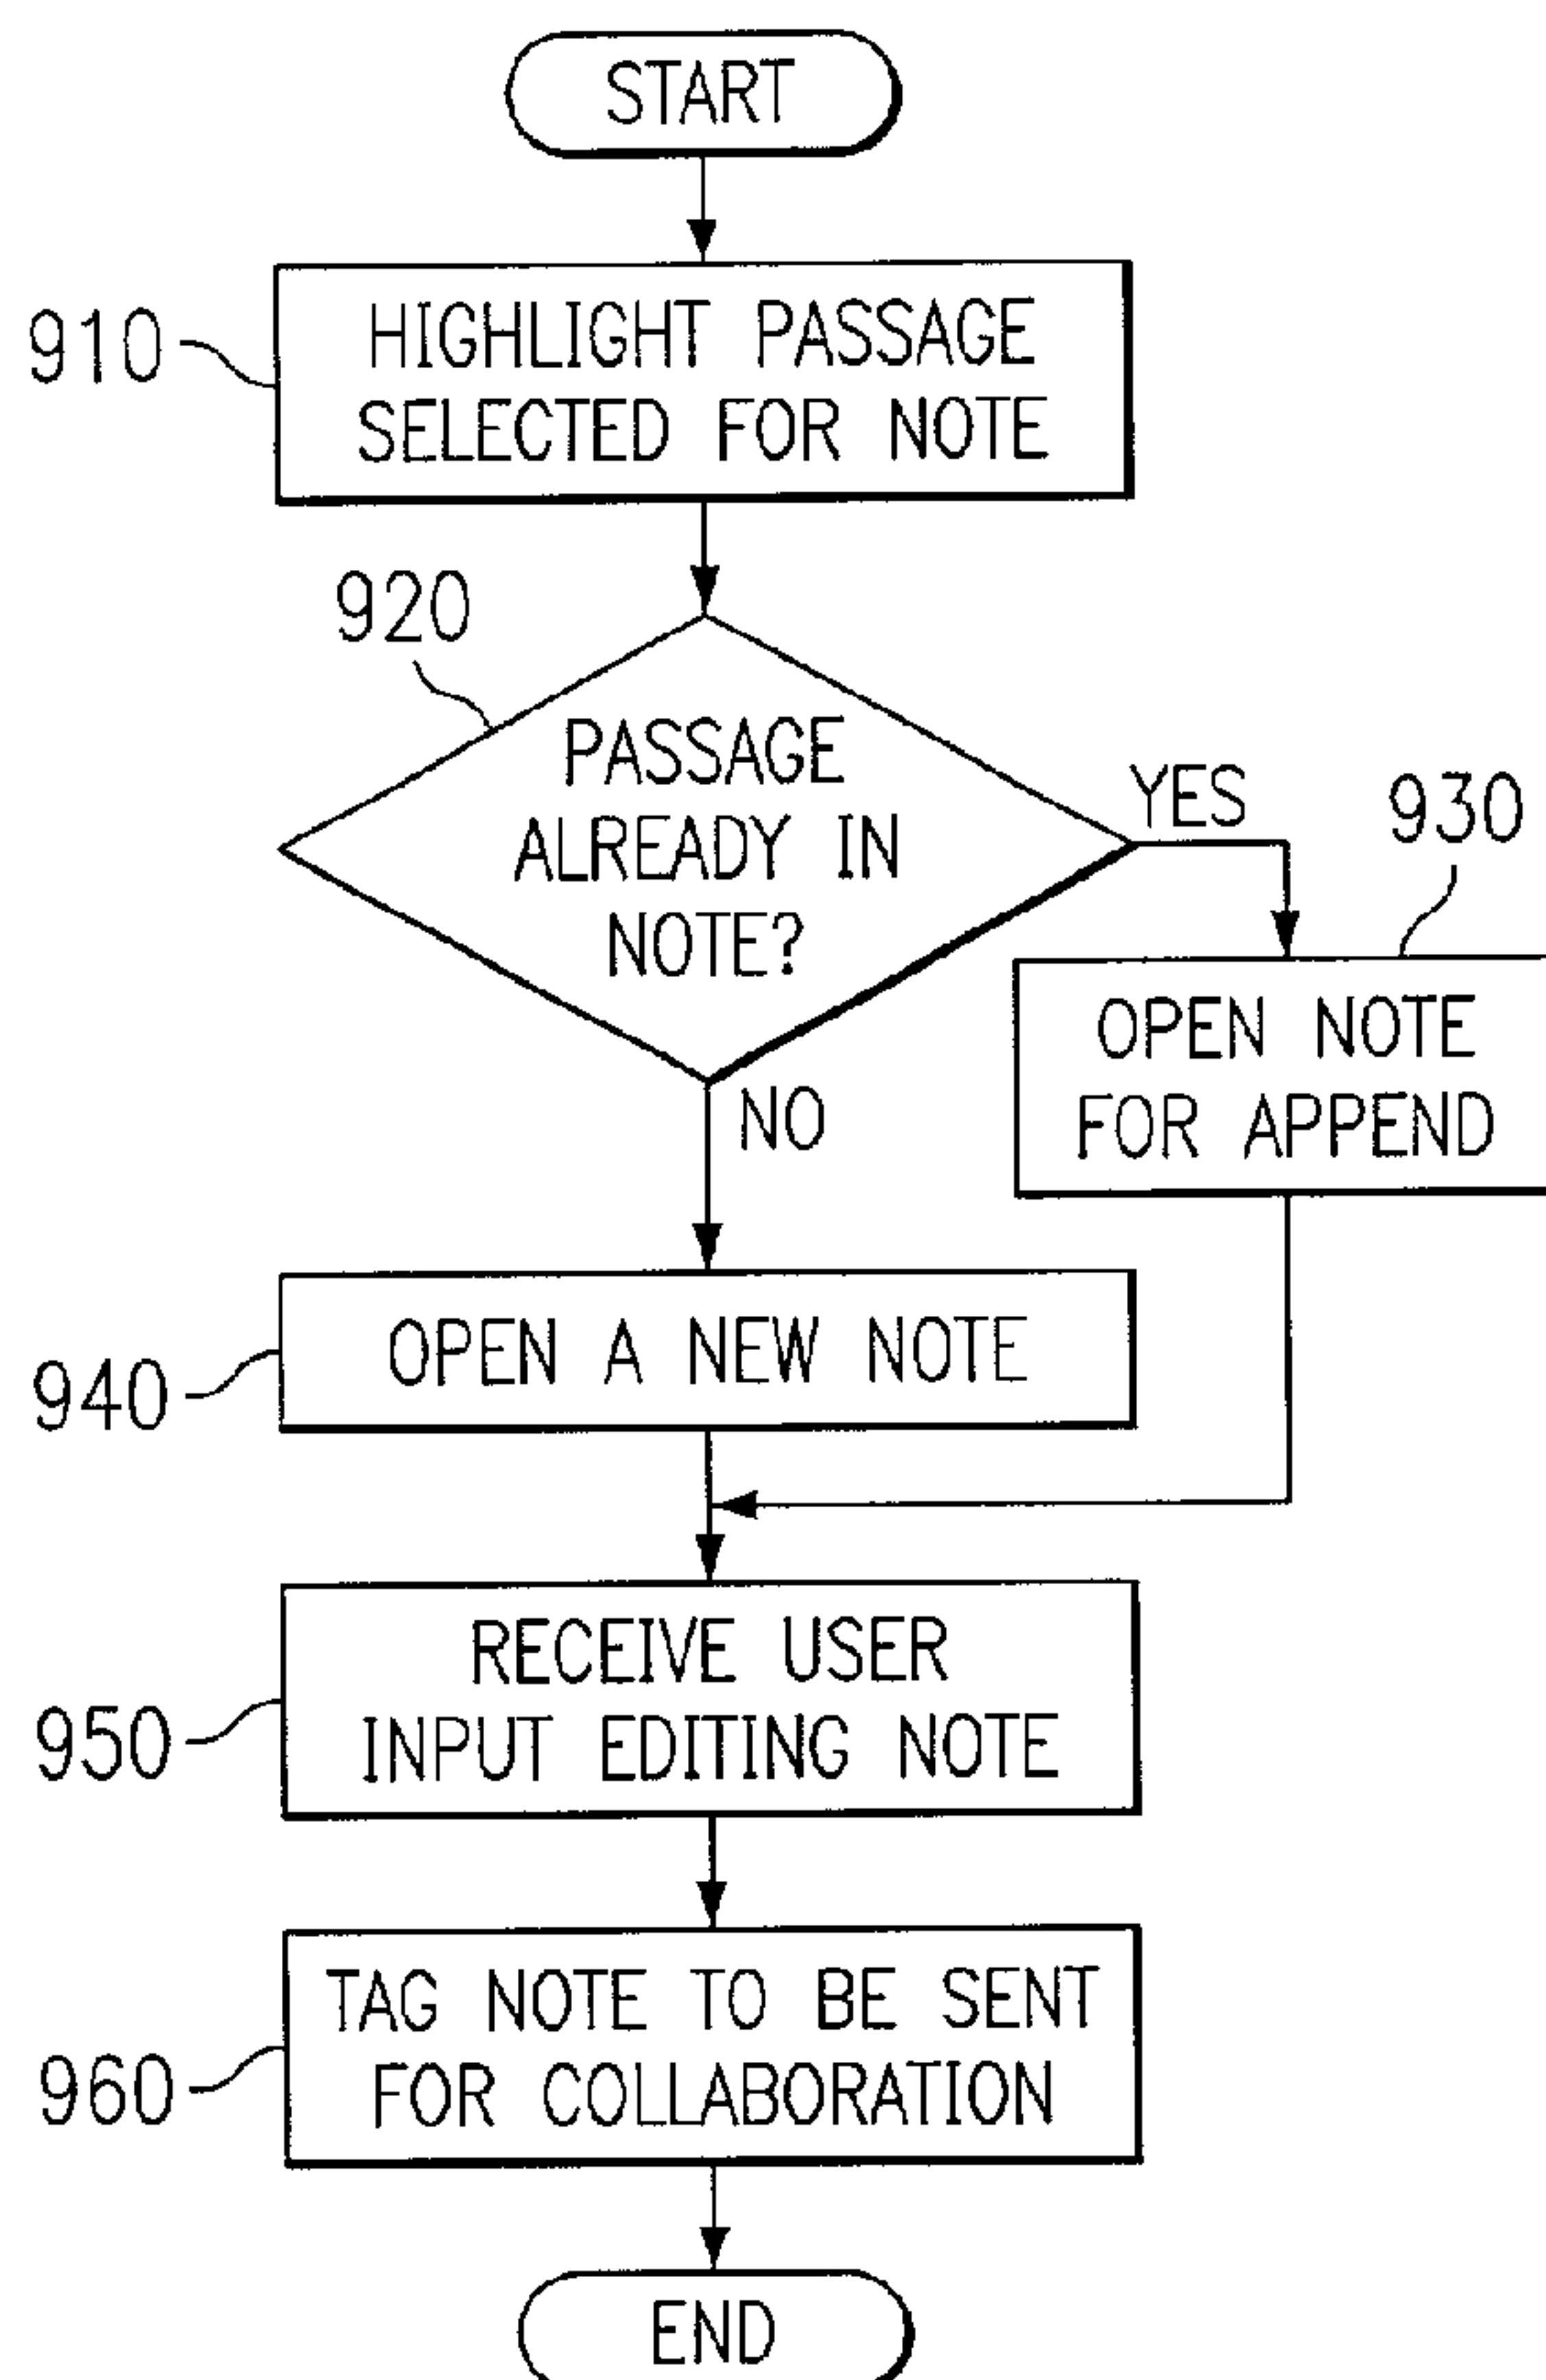 START
910
HIGHLIGHT PASSAGE
SELECTED FOR NOTE
920
PASSAGE
ALREADY IN
NOTE?
YES
930
OPEN NOTE
FOR APPEND
NO
940
OPEN A NEW NOTE
950
RECEIVE USER
INPUT EDITING NOTE
960
TAG NOTE TO BE SENT
FOR COLLABORATION
END